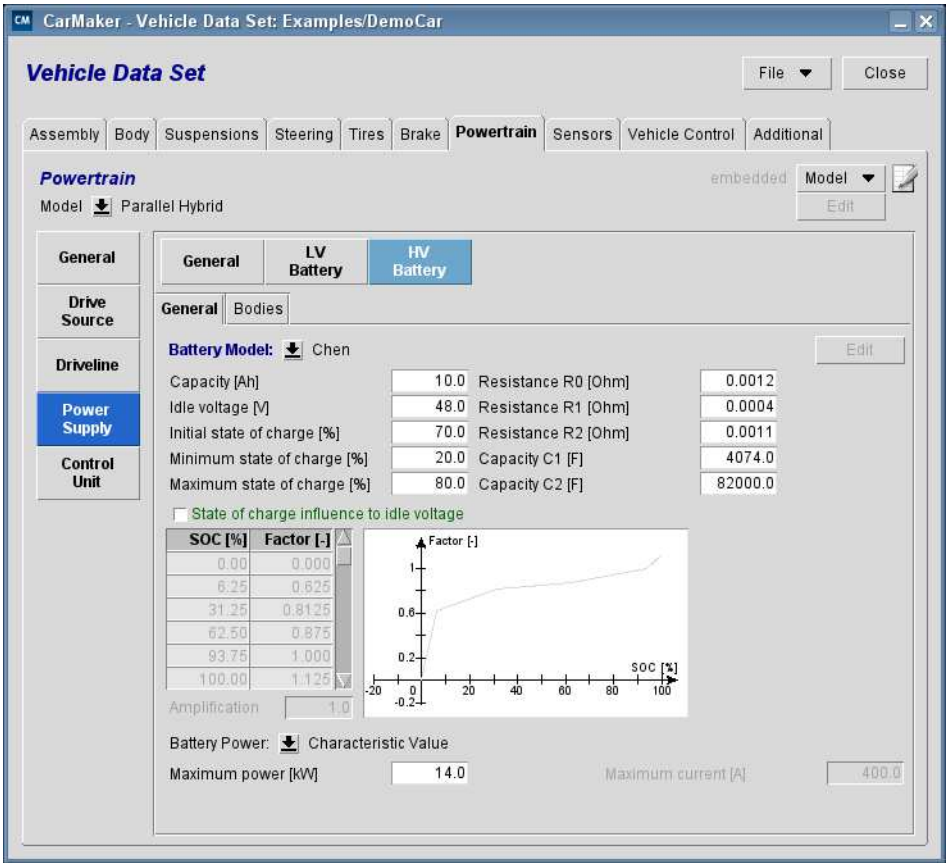 CM CarMaker - Vehicle Data Set: Examples/DemoCar
Vehicle Data Set File Close
Assembly Body Suspensions Steering Tires Brake Powertrain Sensors Vehicle Control Additional
Powertrain embedded Model
Model Parallel Hybrid Edit
General
Drive
Source
Driveline
Power
Supply
Control
Unit
General LV Battery HV Battery
General Bodies
Battery Model: Chen Edit
Capacity [Ah] 10.0 Resistance R0 [Ohm] 0.0012
Idle voltage [V] 48.0 Resistance R1 [Ohm] 0.0004
Initial state of charge [%] 70.0 Resistance R2 [Ohm] 0.0011
Minimum state of charge [%] 20.0 Capacity C1 [F] 4074.0
Maximum state of charge [%] 80.0 Capacity C2 [F] 82000.0
State of charge influence to idle voltage
SOC [%] Factor [-]
0.00 0.000
6.25 0.625
31.25 0.8125
62.50 0.875
93.75 1.000
100.00 1.125
Amplification 1.0
Factor [-]
1
0.6
0.2
SOC [%]
-20 0 20 40 60 80 100
-0.2
Battery Power: Characteristic Value
Maximum power [kW] 14.0 Maximum current [A] 400.0